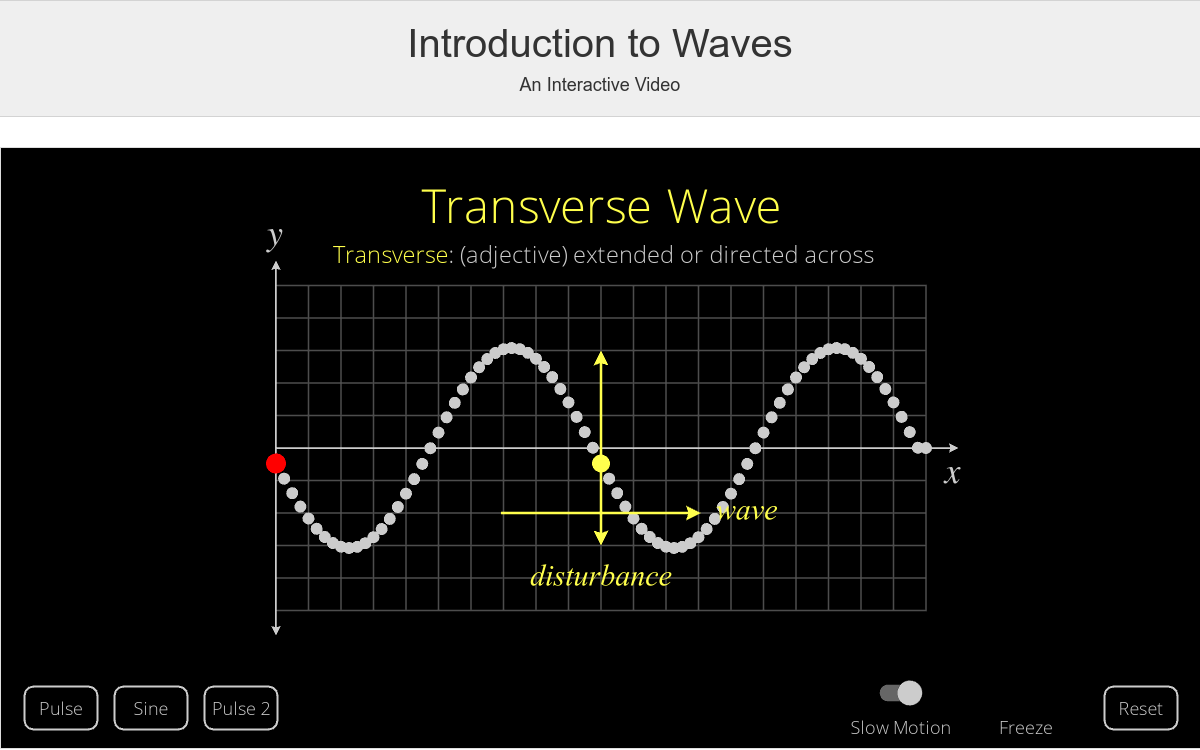 Introduction to Waves
An Interactive Video
Transverse Wave
y
Transverse: (adjective) extended or directed across
x
wave
disturbance
Pulse
Sine
Pulse 2
Slow Motion
Freeze
Reset